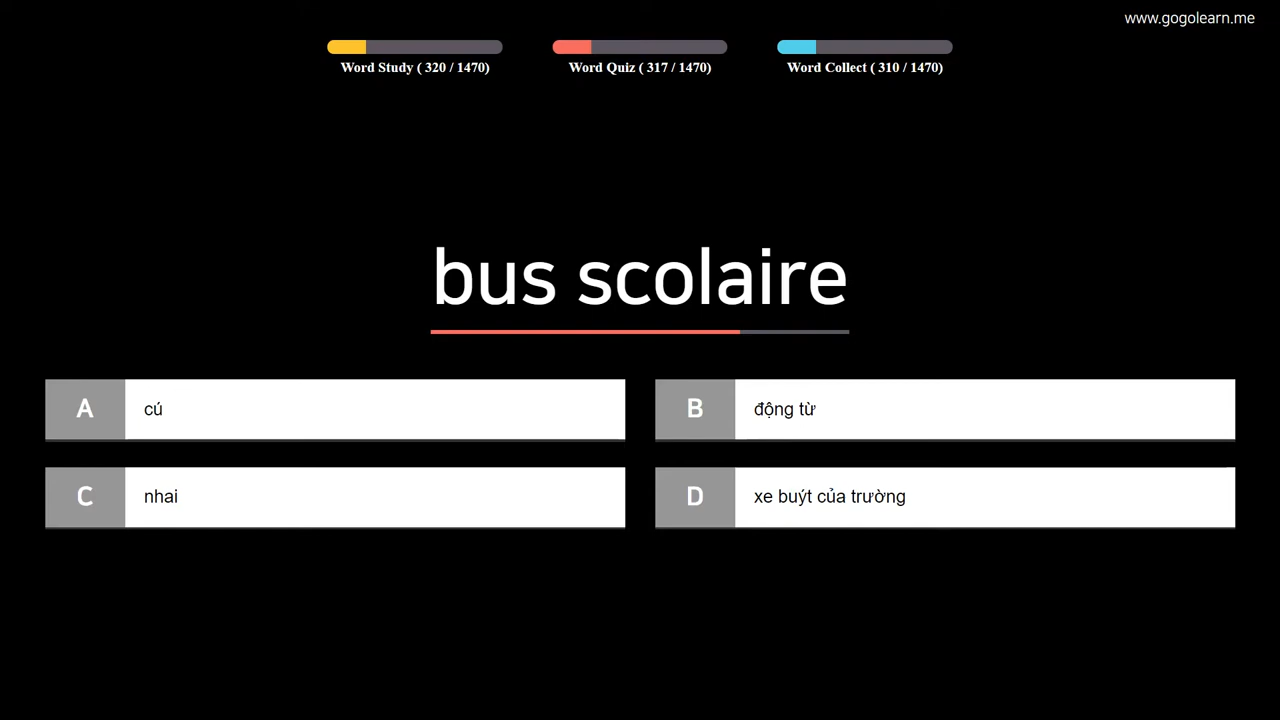 www.gogolearn.me
Word Study ( 320 / 1470) Word Quiz ( 317 / 1470) Word Collect ( 310 / 1470)
bus scolaire
A cú
B động từ
C nhai
D xe buýt của trường